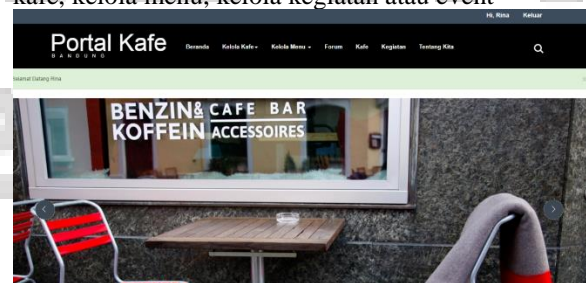 kafe, kelola menu, kelola kegiatan atau event
Hi, Rina Keluar
Portal Kafe
BANDUNG
Beranda Kelola Kafe Kelola Menu Forum Kafe Kegiatan Tentang Kita
Selamat Datang Rina
BENZIN& CAFE BAR
KOFFEIN ACCESSOIRES